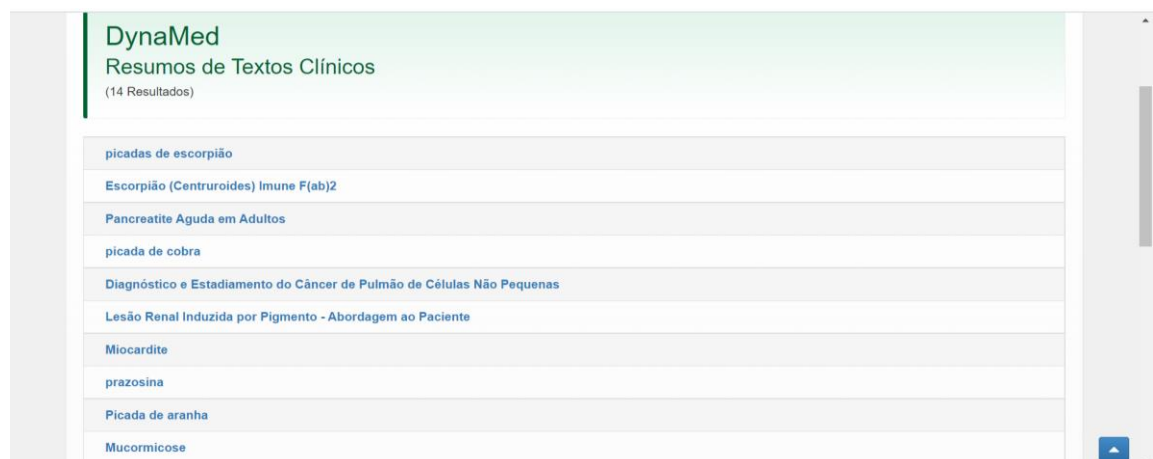 DynaMed
Resumos de Textos Clínicos
(14 Resultados)
picadas de escorpião
Escorpião (Centruroides) Imune F(ab)2
Pancreatite Aguda em Adultos
picada de cobra
Diagnóstico e Estadiamento do Câncer de Pulmão de Células Não Pequenas
Lesão Renal Induzida por Pigmento - Abordagem ao Paciente
Miocardite
prazosina
Picada de aranha
Mucormicose